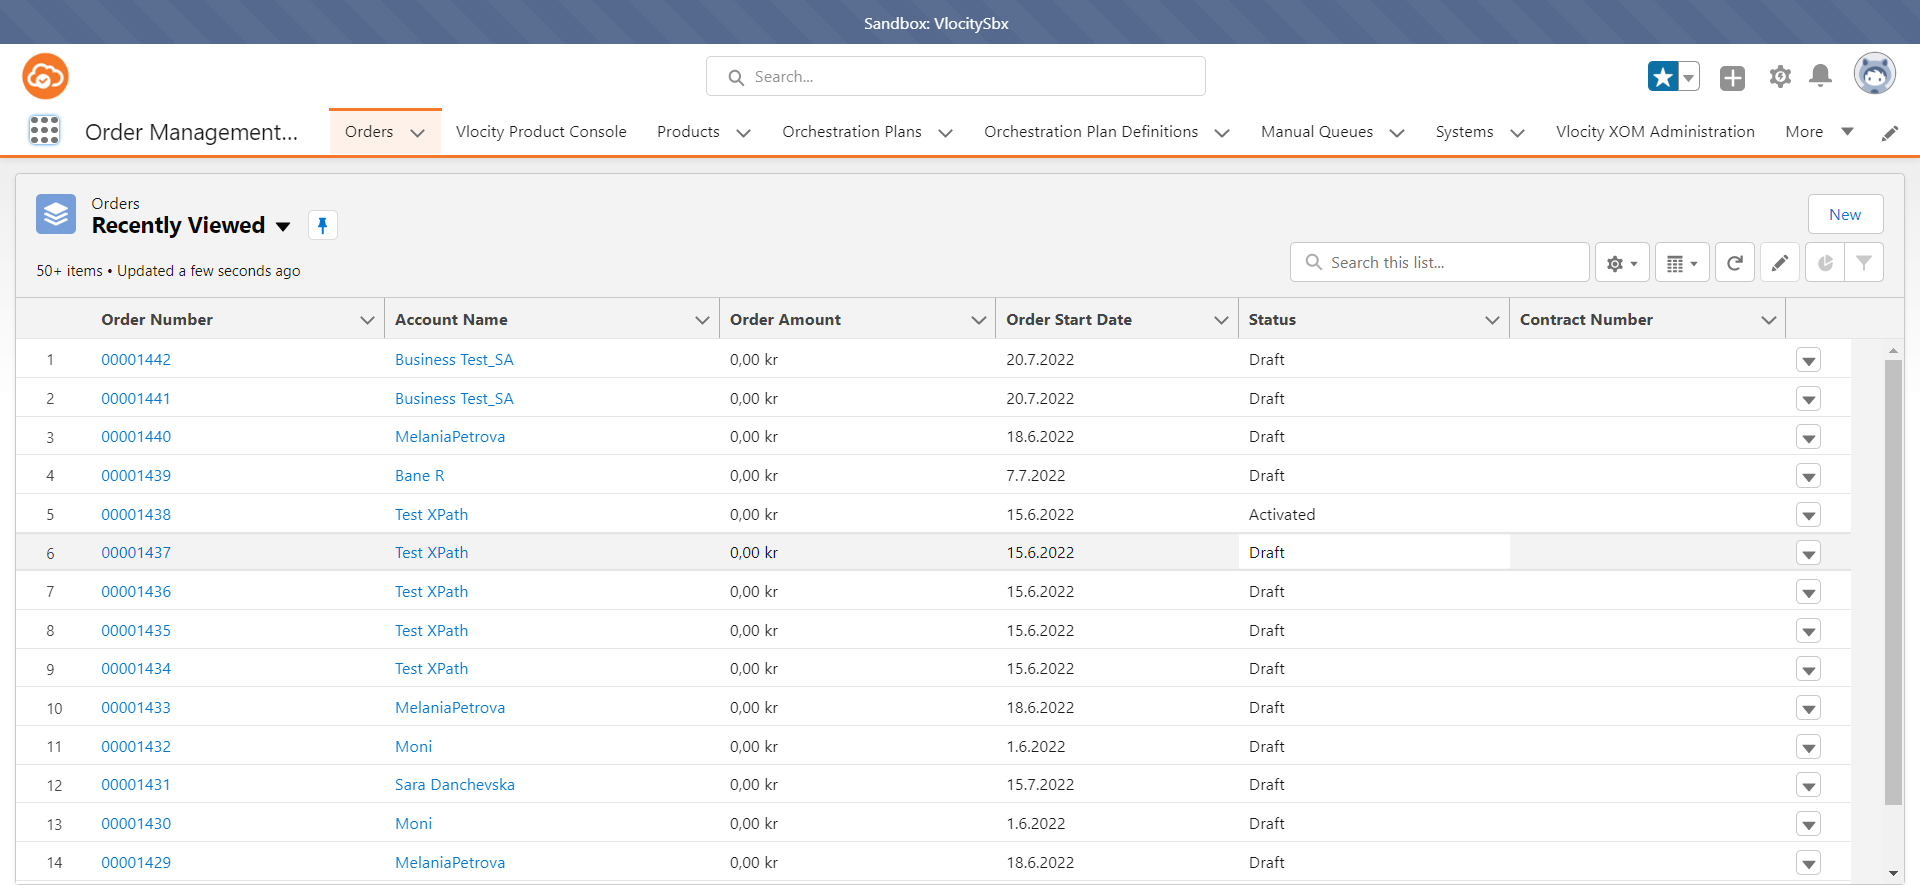 Sandbox: VlocitySbx
Search...
Order Management...
Orders
Vlocity Product Console
Products
Orchestration Plans
Orchestration Plan Definitions
Manual Queues
Systems
Vlocity XOM Administration
More
Orders
Recently Viewed
New
50+ items • Updated a few seconds ago
Search this list...
Order Number Account Name Order Amount Order Start Date Status Contract Number
1 00001442 Business Test_SA 0,00 kr 20.7.2022 Draft
2 00001441 Business Test_SA 0,00 kr 20.7.2022 Draft
3 00001440 MelaniaPetrova 0,00 kr 18.6.2022 Draft
4 00001439 Bane R 0,00 kr 7.7.2022 Draft
5 00001438 Test XPath 0,00 kr 15.6.2022 Activated
6 00001437 Test XPath 0,00 kr 15.6.2022 Draft
7 00001436 Test XPath 0,00 kr 15.6.2022 Draft
8 00001435 Test XPath 0,00 kr 15.6.2022 Draft
9 00001434 Test XPath 0,00 kr 15.6.2022 Draft
10 00001433 MelaniaPetrova 0,00 kr 18.6.2022 Draft
11 00001432 Moni 0,00 kr 1.6.2022 Draft
12 00001431 Sara Danchevska 0,00 kr 15.7.2022 Draft
13 00001430 Moni 0,00 kr 1.6.2022 Draft
14 00001429 MelaniaPetrova 0,00 kr 18.6.2022 Draft